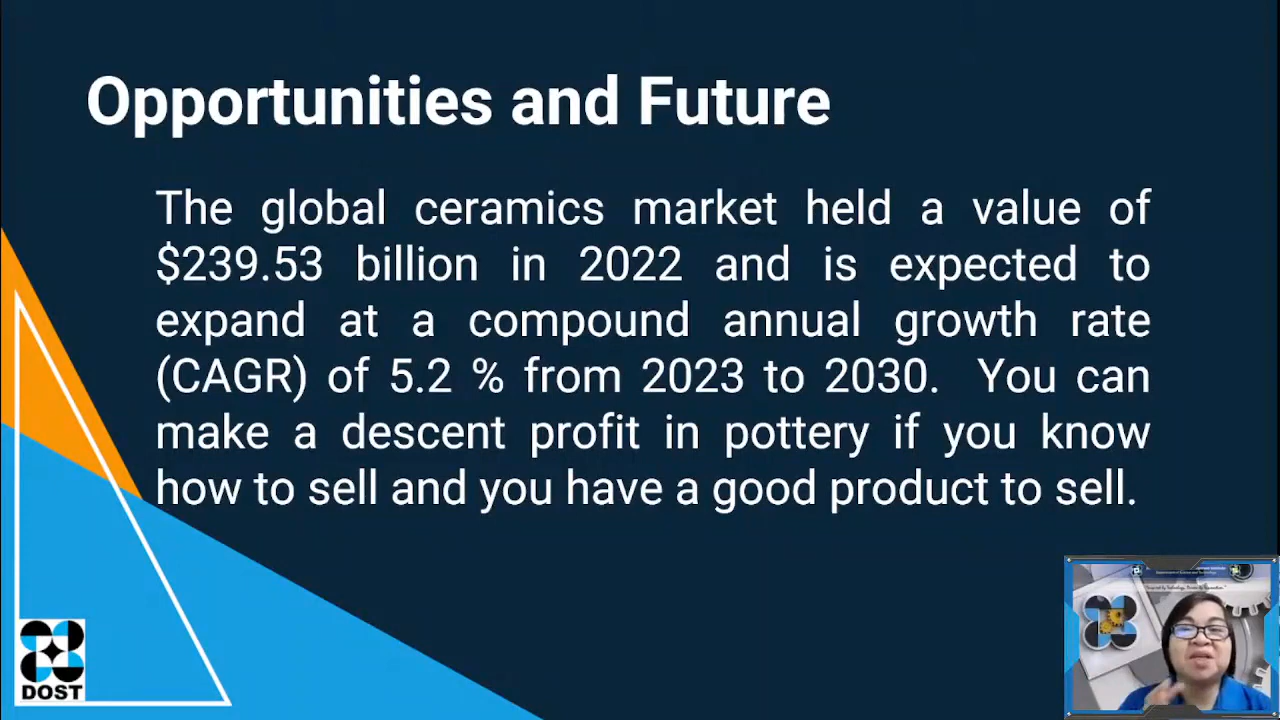 Opportunities and Future
The global ceramics market held a value of
$239.53 billion in 2022 and is expected to
expand at a compound annual growth rate
(CAGR) of 5.2 % from 2023 to 2030. You can
make a descent profit in pottery if you know
how to sell and you have a good product to sell.
DOST